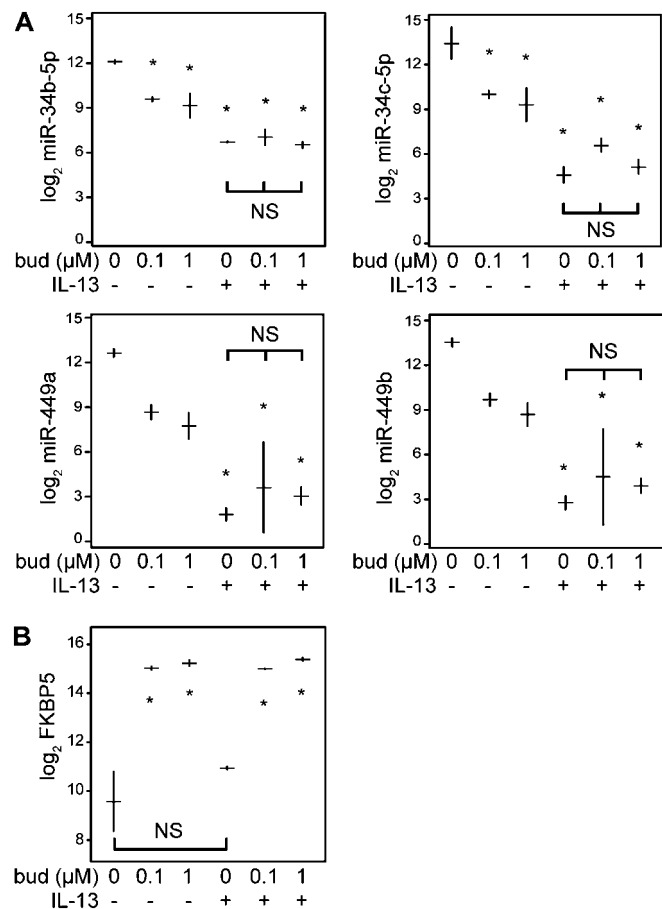 A
15
12
9
6
3
0
log2 miR-34b-5p
* * * * *
NS
bud (µM) 0 0.1 1 0 0.1 1
IL-13 - - - + + +
15
12
9
6
3
0
log2 miR-34c-5p
* * * * *
NS
0 0.1 1 0 0.1 1
- - - + + +
15
12
9
6
3
0
log2 miR-449a
NS
* * *
bud (µM) 0 0.1 1 0 0.1 1
IL-13 - - - + + +
15
12
9
6
3
0
log2 miR-449b
NS
* * *
bud (µM) 0 0.1 1 0 0.1 1
IL-13 - - - + + +
B
16
14
12
10
8
log2 FKBP5
* * * *
NS
bud (µM) 0 0.1 1 0 0.1 1
IL-13 - - - + + +